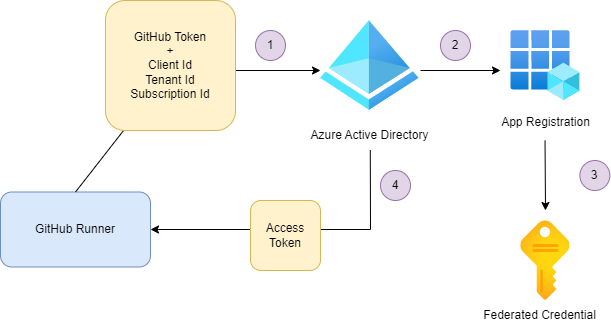 GitHub Token
+
Client Id
Tenant Id
Subscription Id
1
Azure Active Directory
2
App Registration
3
Federated Credential
4
Access
Token
GitHub Runner